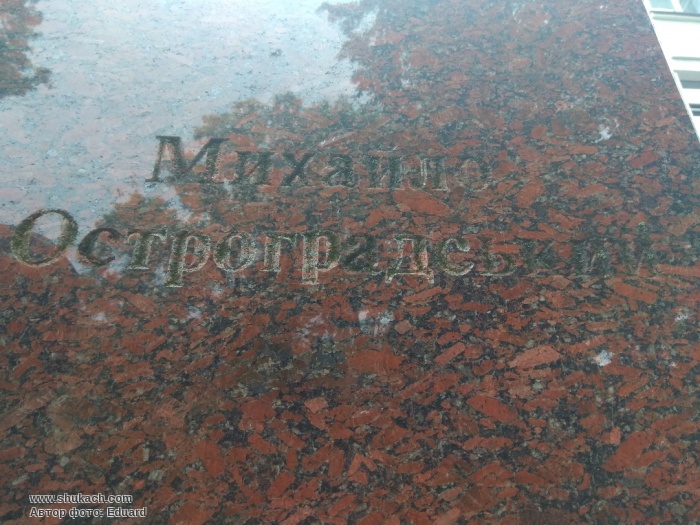 Михайло
Остроградський
www.shukach.com
Автор фото: Eduard